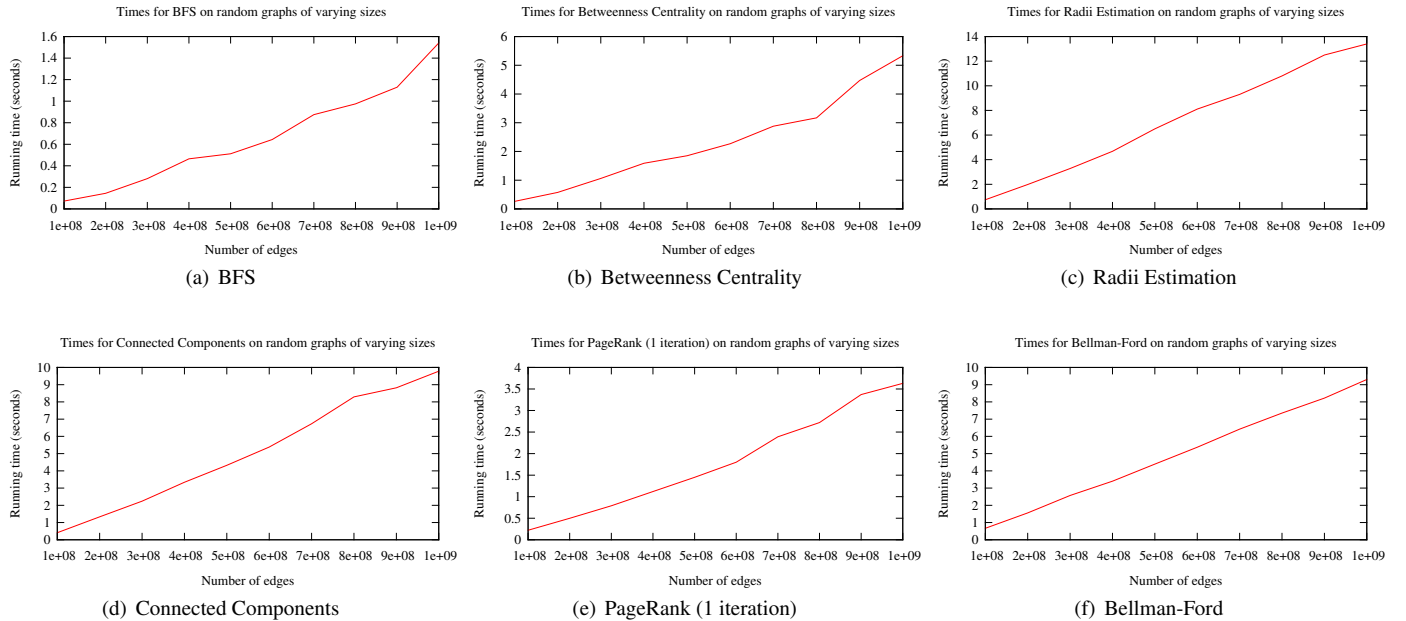 Times for BFS on random graphs of varying sizes
Running time (seconds)
1.6
1.4
1.2
1
0.8
0.6
0.4
0.2
0
1e+08 2e+08 3e+08 4e+08 5e+08 6e+08 7e+08 8e+08 9e+08 1e+09
Number of edges
(a) BFS
Times for Betweenness Centrality on random graphs of varying sizes
Running time (seconds)
6
5
4
3
2
1
0
1e+08 2e+08 3e+08 4e+08 5e+08 6e+08 7e+08 8e+08 9e+08 1e+09
Number of edges
(b) Betweenness Centrality
Times for Radii Estimation on random graphs of varying sizes
Running time (seconds)
14
12
10
8
6
4
2
0
1e+08 2e+08 3e+08 4e+08 5e+08 6e+08 7e+08 8e+08 9e+08 1e+09
Number of edges
(c) Radii Estimation
Times for Connected Components on random graphs of varying sizes
Running time (seconds)
10
9
8
7
6
5
4
3
2
1
0
1e+08 2e+08 3e+08 4e+08 5e+08 6e+08 7e+08 8e+08 9e+08 1e+09
Number of edges
(d) Connected Components
Times for PageRank (1 iteration) on random graphs of varying sizes
Running time (seconds)
4
3.5
3
2.5
2
1.5
1
0.5
0
1e+08 2e+08 3e+08 4e+08 5e+08 6e+08 7e+08 8e+08 9e+08 1e+09
Number of edges
(e) PageRank (1 iteration)
Times for Bellman-Ford on random graphs of varying sizes
Running time (seconds)
10
9
8
7
6
5
4
3
2
1
0
1e+08 2e+08 3e+08 4e+08 5e+08 6e+08 7e+08 8e+08 9e+08 1e+09
Number of edges
(f) Bellman-Ford